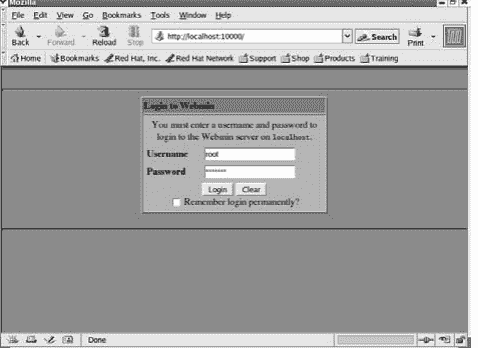 Mozilla
File Edit View Go Bookmarks Tools Window Help
Back Forward Reload Stop http://localhost:10000/ Search Print
Home Bookmarks Red Hat, Inc. Red Hat Network Support Shop Products Training
Login to Webmin
You must enter a username and password to
login to the Webmin server on localhost.
Username root
Password *******
Login Clear
Remember login permanently?
Done